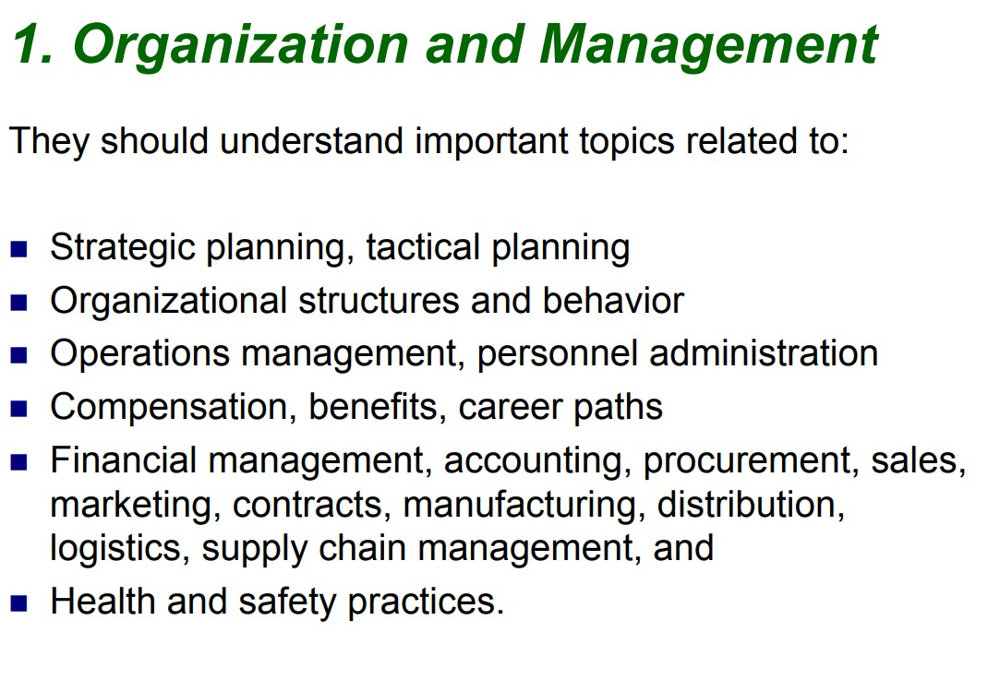 1. Organization and Management
They should understand important topics related to:
■ Strategic planning, tactical planning
■ Organizational structures and behavior
■ Operations management, personnel administration
■ Compensation, benefits, career paths
■ Financial management, accounting, procurement, sales,
marketing, contracts, manufacturing, distribution,
logistics, supply chain management, and
■ Health and safety practices.